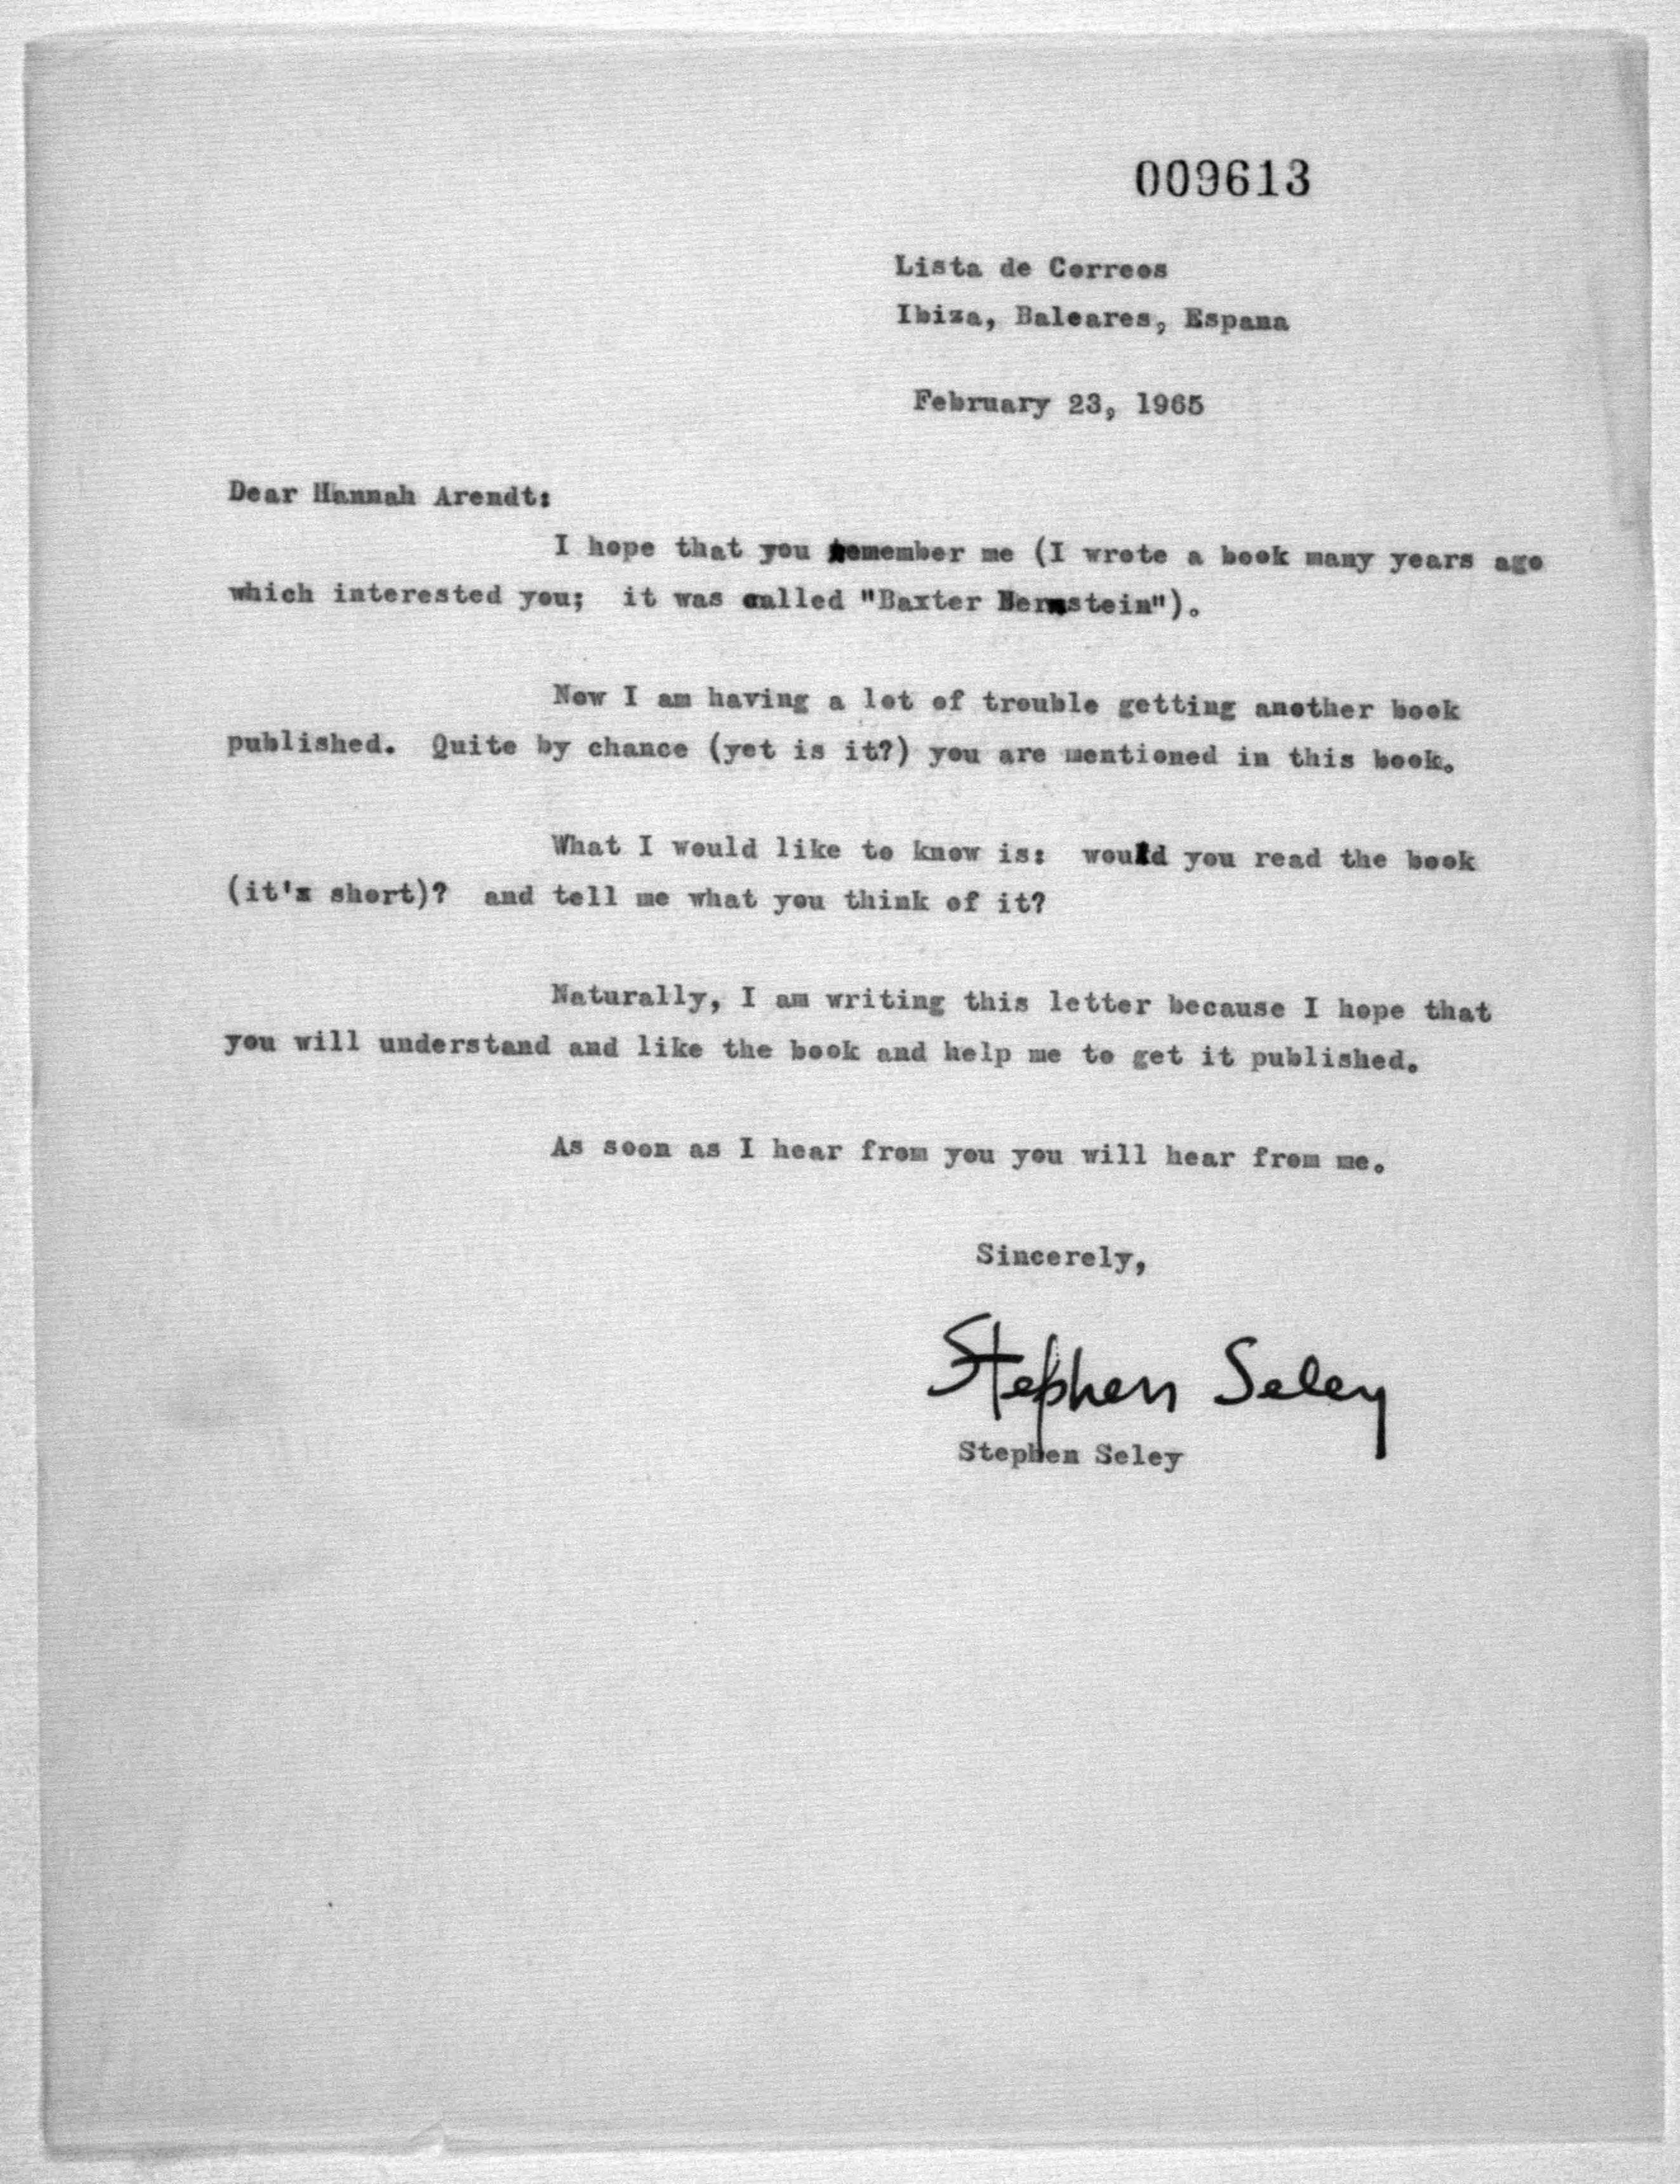 009613
Lista de Correos
Ibiza, Baleares, Espana
February 23, 1965
Dear Hannah Arendt:
I hope that you remember me (I wrote a book many years ago
which interested you; it was called "Baxter Bernstein").
Now I am having a lot of trouble getting another book
published. Quite by chance (yet is it?) you are mentioned in this book.
What I would like to know is: would you read the book
(it's short)? and tell me what you think of it?
Naturally, I am writing this letter because I hope that
you will understand and like the book and help me to get it published.
As soon as I hear from you you will hear from me.
Sincerely,
Stephen Seley
Stephen Seley